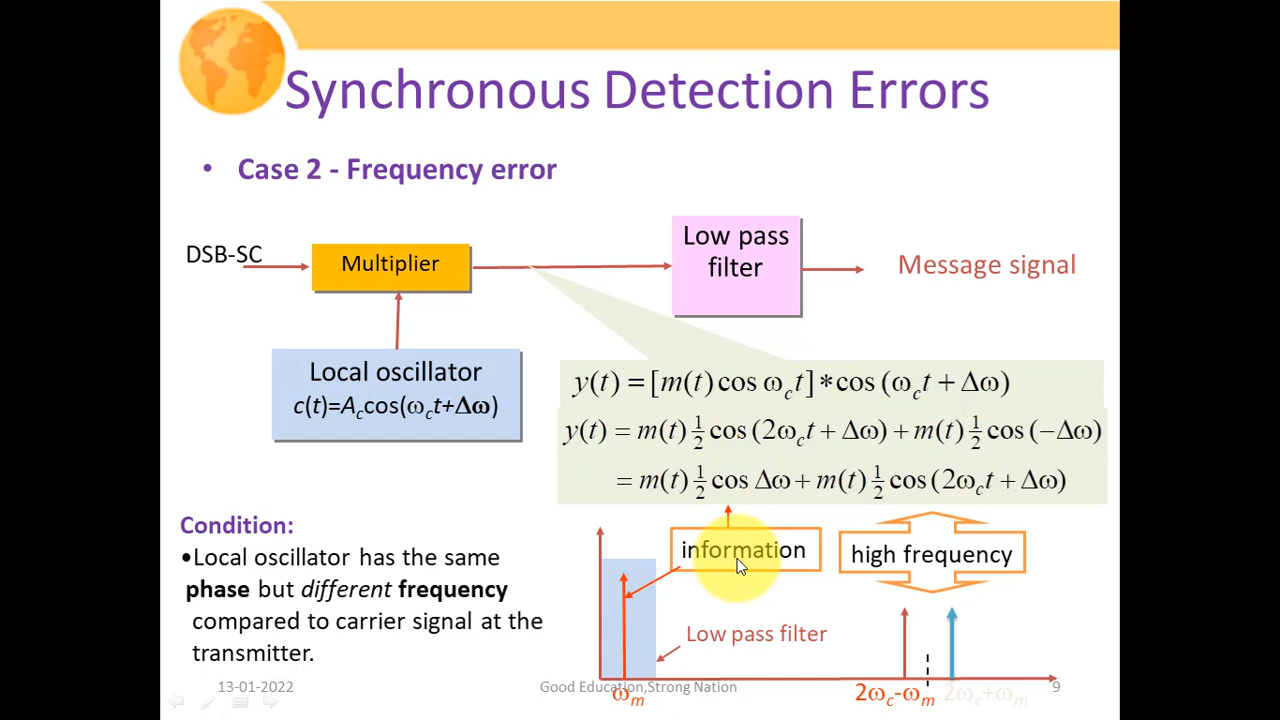 Synchronous Detection Errors
• Case 2 - Frequency error
DSB-SC
Multiplier
Low pass
filter
Message signal
Local oscillator
c(t)=A_c cos(ω_c t+Δω)
y(t) = [m(t) cos ω_c t] * cos (ω_c t + Δω)
y(t) = m(t) ½ cos (2ω_c t + Δω) + m(t) ½ cos (−Δω)
= m(t) ½ cos Δω + m(t) ½ cos (2ω_c t + Δω)
Condition:
•Local oscillator has the same
phase but different frequency
compared to carrier signal at the
transmitter.
information
high frequency
Low pass filter
ω_m
2ω_c-ω_m
2ω_c+ω_m
13-01-2022
Good Education,Strong Nation
9